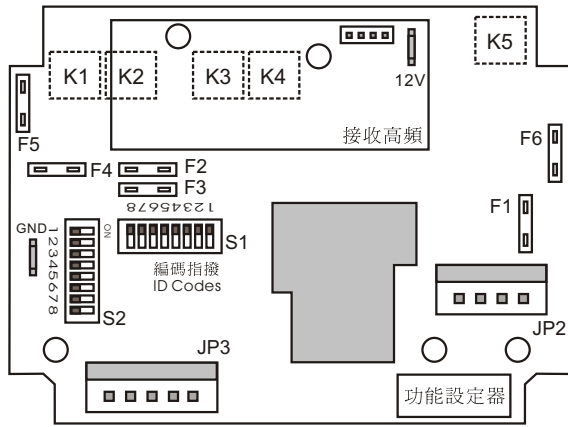 K5
K1 K2 K3 K4
12V
接收高頻
F5
F6
F4 F2
F3
F1
12345678
GND
12345678
ON
S1
編碼指撥
ID Codes
S2
JP2
JP3
功能設定器